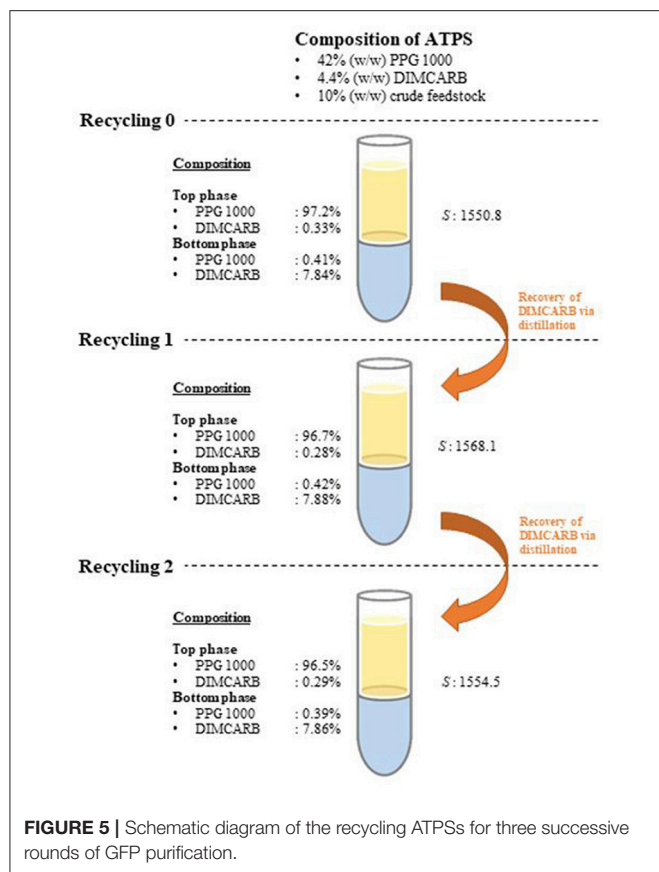 Composition of ATPS
• 42% (w/w) PPG 1000
• 4.4% (w/w) DIMCARB
• 10% (w/w) crude feedstock
Recycling 0
Composition
Top phase
• PPG 1000 : 97.2%
• DIMCARB : 0.33%
Bottom phase
• PPG 1000 : 0.41%
• DIMCARB : 7.84%
S : 1550.8
Recovery of
DIMCARB via
distillation
Recycling 1
Composition
Top phase
• PPG 1000 : 96.7%
• DIMCARB : 0.28%
Bottom phase
• PPG 1000 : 0.42%
• DIMCARB : 7.88%
S : 1568.1
Recovery of
DIMCARB via
distillation
Recycling 2
Composition
Top phase
• PPG 1000 : 96.5%
• DIMCARB : 0.29%
Bottom phase
• PPG 1000 : 0.39%
• DIMCARB : 7.86%
S : 1554.5
FIGURE 5 | Schematic diagram of the recycling ATPSs for three successive
rounds of GFP purification.